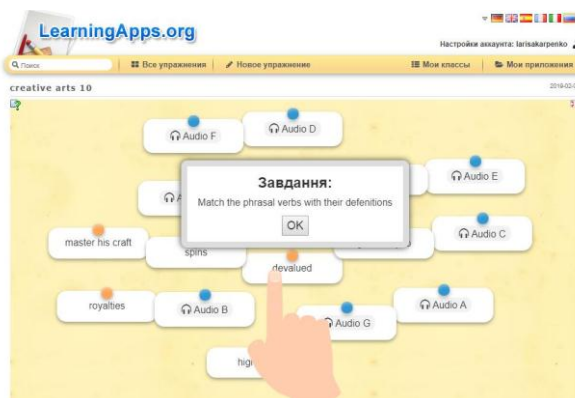 LearningApps.org
Настройки аккаунта: larisakarpenko
Поиск
Все упражнения
Новое упражнение
Мои классы
Мои приложения
creative arts 10
Audio F
Audio D
Audio E
Завдання:
Match the phrasal verbs with their defenitions
OK
master his craft
spins
Audio C
devalued
royalties
Audio B
Audio G
Audio A